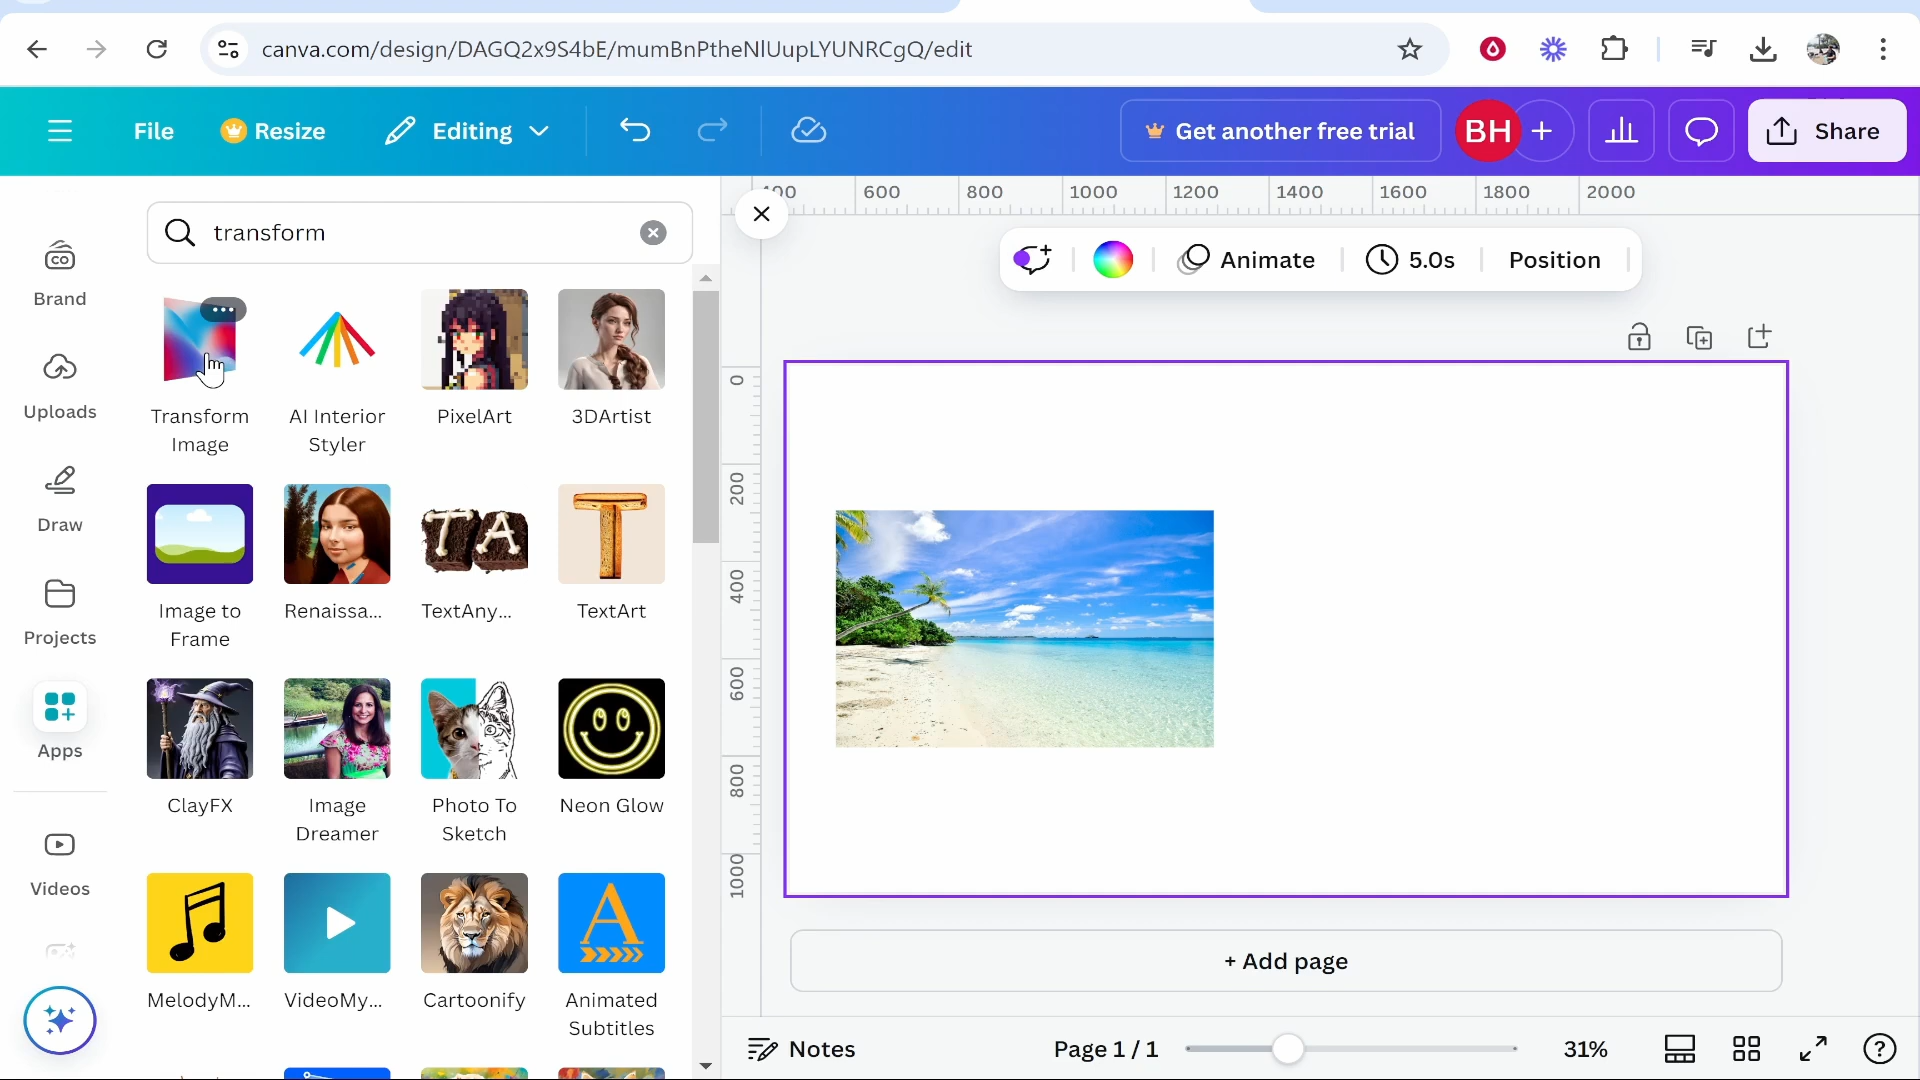 canva.com/design/DAGQ2x9S4bE/mumBnPtheNlUupLYUNRCgQ/edit
File
Resize
Editing
Get another free trial
BH
Share
Brand
Uploads
Draw
Projects
Apps
Videos
transform
Transform
Image
AI Interior
Styler
PixelArt
3DArtist
Image to
Frame
Renaissa...
TextAny...
TextArt
ClayFX
Image
Dreamer
Photo To
Sketch
Neon Glow
MelodyM...
VideoMy...
Cartoonify
Animated
Subtitles
600
800
1000
1200
1400
1600
1800
2000
Animate
5.0s
Position
0
200
400
600
800
1000
+ Add page
Notes
Page 1 / 1
31%